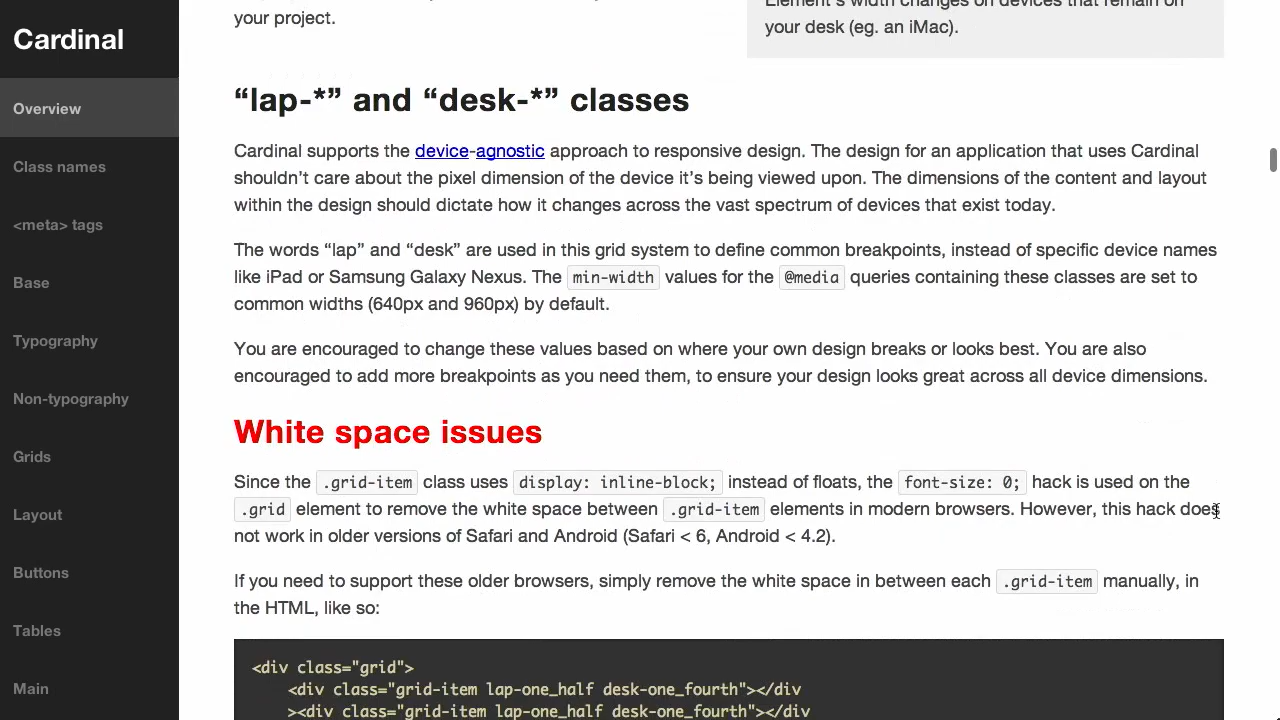 Cardinal
Overview
Class names
<meta> tags
Base
Typography
Non-typography
Grids
Layout
Buttons
Tables
Main
your project.
Element's width changes on devices that remain on
your desk (eg. an iMac).
“lap-*” and “desk-*” classes
Cardinal supports the device-agnostic approach to responsive design. The design for an application that uses Cardinal
shouldn’t care about the pixel dimension of the device it’s being viewed upon. The dimensions of the content and layout
within the design should dictate how it changes across the vast spectrum of devices that exist today.
The words “lap” and “desk” are used in this grid system to define common breakpoints, instead of specific device names
like iPad or Samsung Galaxy Nexus. The min-width values for the @media queries containing these classes are set to
common widths (640px and 960px) by default.
You are encouraged to change these values based on where your own design breaks or looks best. You are also
encouraged to add more breakpoints as you need them, to ensure your design looks great across all device dimensions.
White space issues
Since the .grid-item class uses display: inline-block; instead of floats, the font-size: 0; hack is used on the
.grid element to remove the white space between .grid-item elements in modern browsers. However, this hack does
not work in older versions of Safari and Android (Safari < 6, Android < 4.2).
If you need to support these older browsers, simply remove the white space in between each .grid-item manually, in
the HTML, like so:
<div class="grid">
<div class="grid-item lap-one_half desk-one_fourth"></div
><div class="grid-item lap-one_half desk-one_fourth"></div